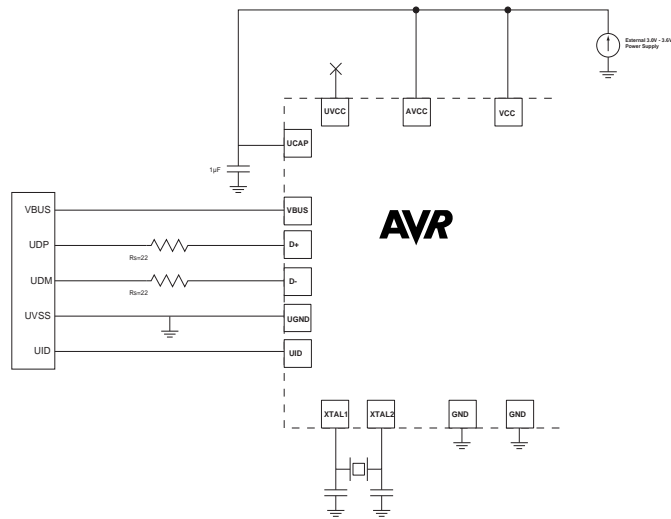 External 3.0V - 3.6V
Power Supply
UVCC
AVCC
VCC
UCAP
1µF
VBUS
VBUS
UDP
Rs=22
D+
UDM
Rs=22
D-
UVSS
UGND
UID
UID
AVR
XTAL1
XTAL2
GND
GND